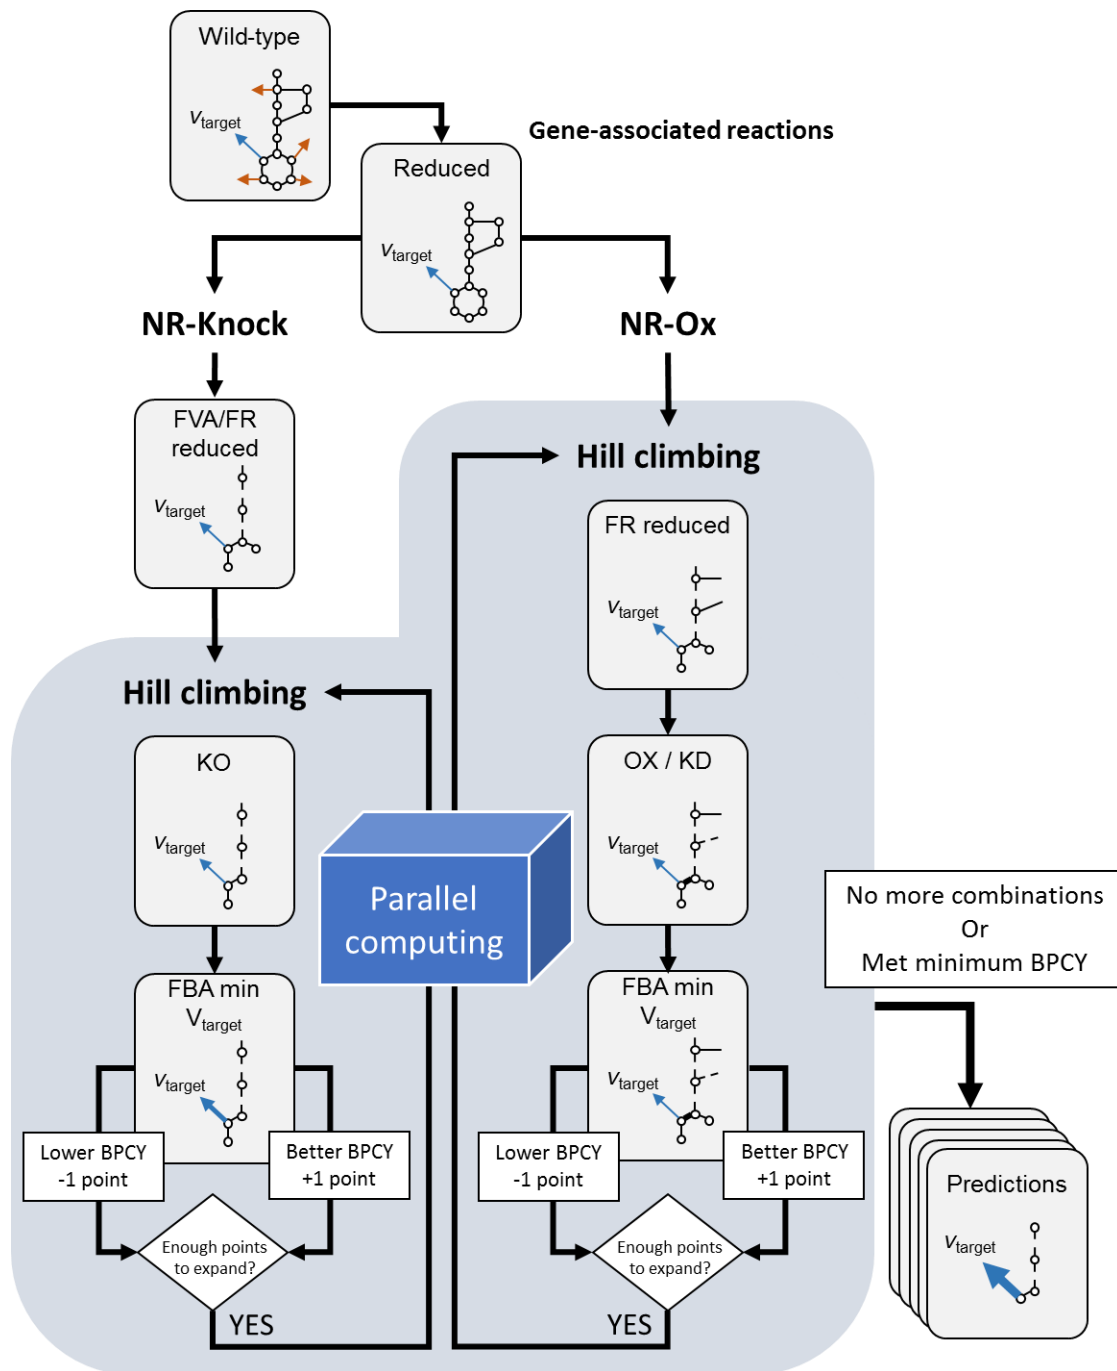 Wild-type
vtarget
Gene-associated reactions
Reduced
vtarget
NR-Knock
NR-Ox
FVA/FR
reduced
vtarget
Hill climbing
FR reduced
vtarget
Hill climbing
KO
vtarget
OX / KD
vtarget
Parallel
computing
No more combinations
Or
Met minimum BPCY
FBA min
Vtarget
vtarget
Lower BPCY
-1 point
Better BPCY
+1 point
Enough points
to expand?
YES
FBA min
Vtarget
vtarget
Lower BPCY
-1 point
Better BPCY
+1 point
Enough points
to expand?
YES
Predictions
vtarget